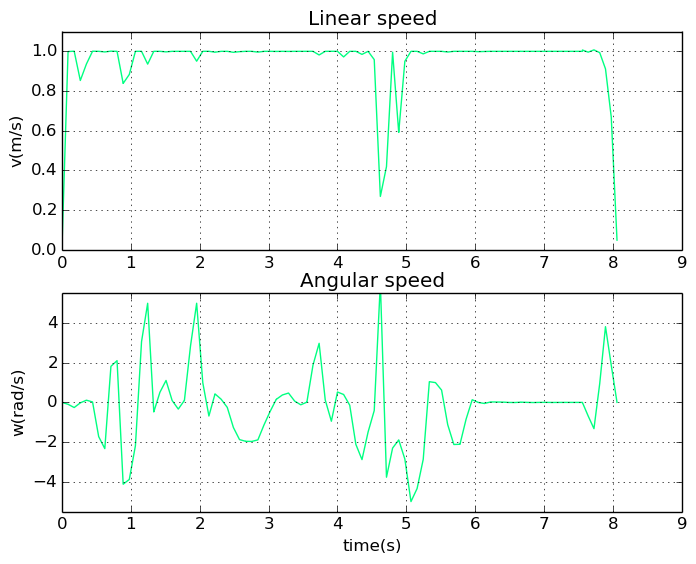 Linear speed
v(m/s)
1.0
0.8
0.6
0.4
0.2
0.0
0 1 2 3 4 5 6 7 8 9
Angular speed
w(rad/s)
4
2
0
−2
−4
0 1 2 3 4 5 6 7 8 9
time(s)